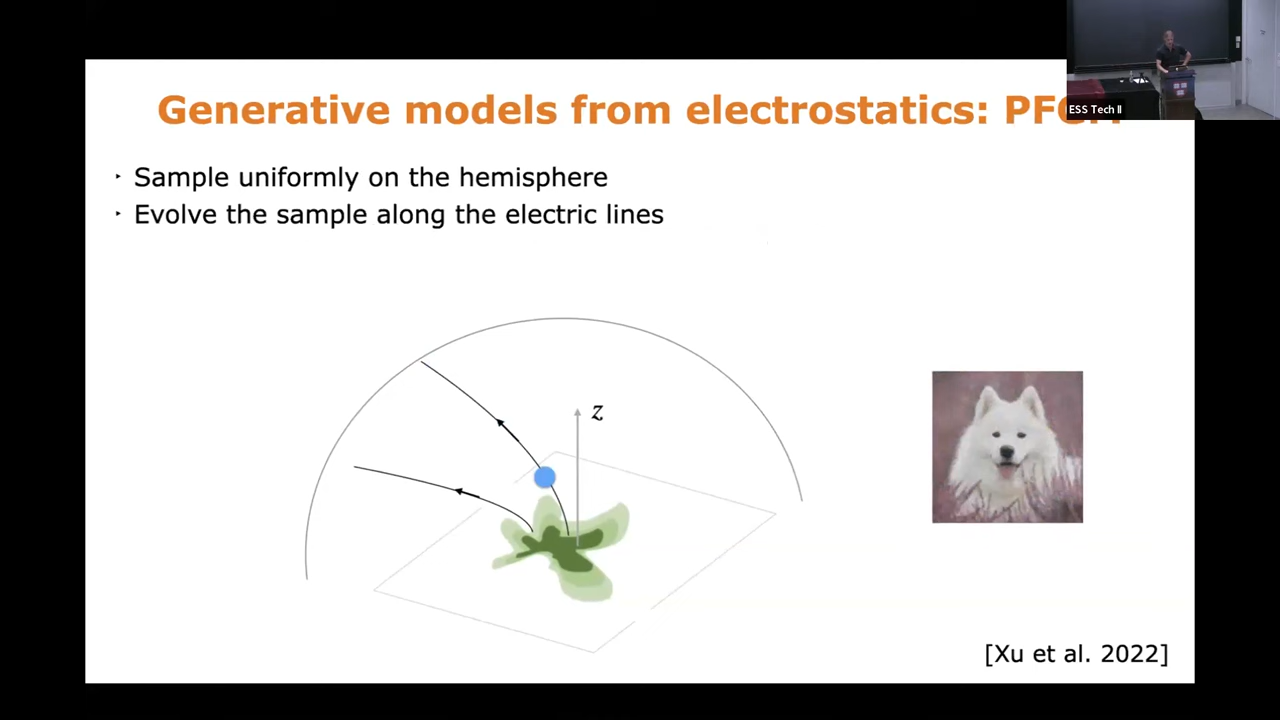 Generative models from electrostatics:
ESS Tech II
‣ Sample uniformly on the hemisphere
‣ Evolve the sample along the electric lines
z
[Xu et al. 2022]